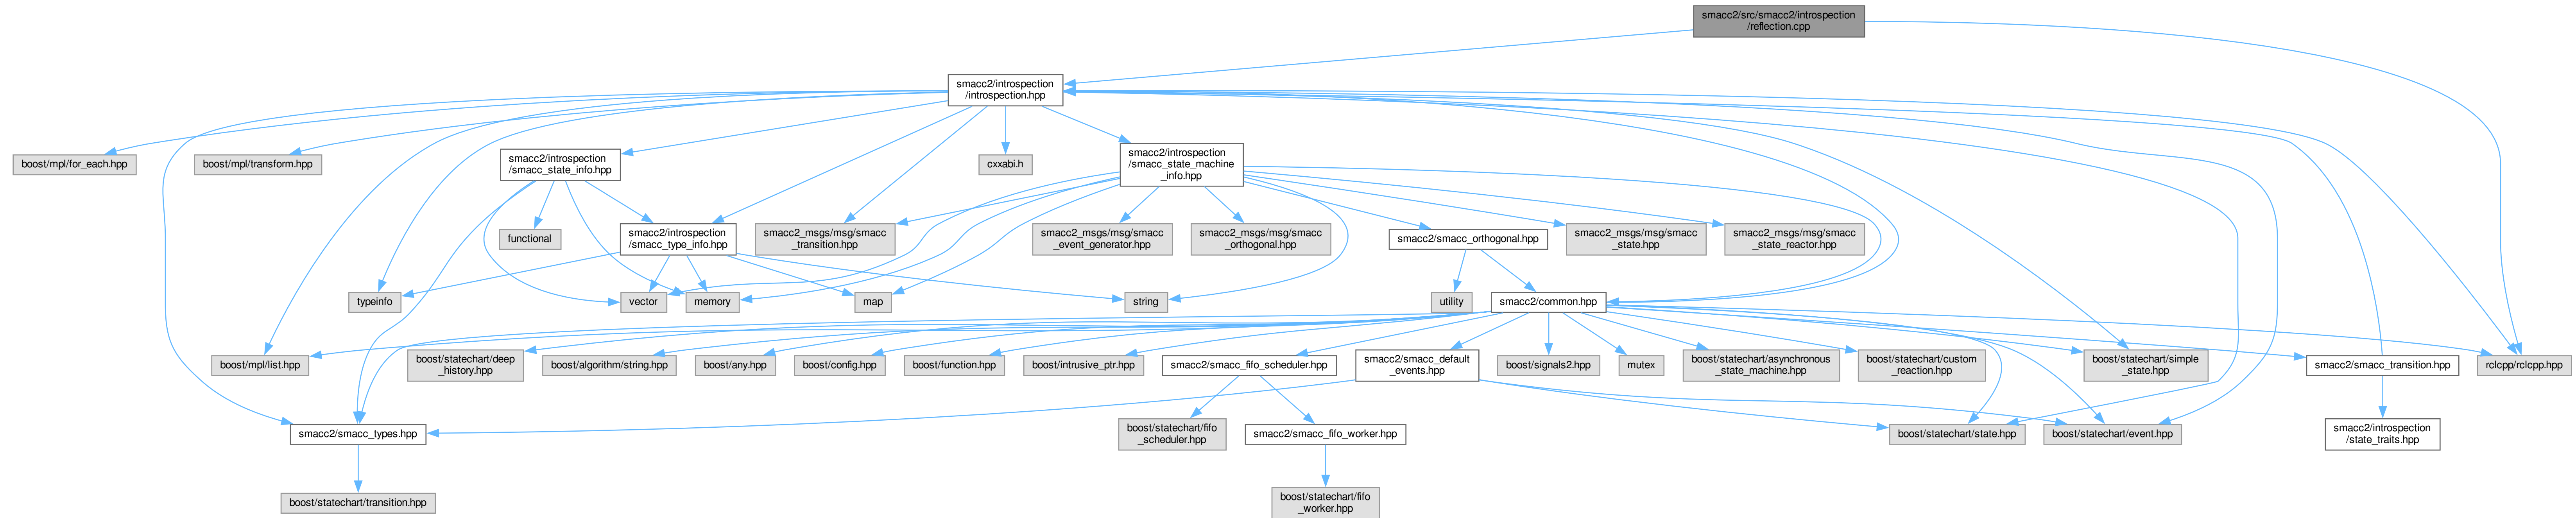 smacc2/src/smacc2/introspection
/reflection.cpp
smacc2/introspection
/introspection.hpp
boost/mpl/for_each.hpp
boost/mpl/transform.hpp
smacc2/introspection
/smacc_state_info.hpp
cxxabi.h
smacc2/introspection
/smacc_state_machine
_info.hpp
functional
smacc2/introspection
/smacc_type_info.hpp
smacc2_msgs/msg/smacc
_transition.hpp
smacc2_msgs/msg/smacc
_event_generator.hpp
smacc2_msgs/msg/smacc
_orthogonal.hpp
smacc2/smacc_orthogonal.hpp
smacc2_msgs/msg/smacc
_state.hpp
smacc2_msgs/msg/smacc
_state_reactor.hpp
typeinfo
vector
memory
map
string
utility
smacc2/common.hpp
boost/mpl/list.hpp
boost/statechart/deep
_history.hpp
boost/algorithm/string.hpp
boost/any.hpp
boost/config.hpp
boost/function.hpp
boost/intrusive_ptr.hpp
smacc2/smacc_fifo_scheduler.hpp
smacc2/smacc_default
_events.hpp
boost/signals2.hpp
mutex
boost/statechart/asynchronous
_state_machine.hpp
boost/statechart/custom
_reaction.hpp
boost/statechart/simple
_state.hpp
smacc2/smacc_transition.hpp
rclcpp/rclcpp.hpp
smacc2/smacc_types.hpp
boost/statechart/fifo
_scheduler.hpp
smacc2/smacc_fifo_worker.hpp
boost/statechart/state.hpp
boost/statechart/event.hpp
smacc2/introspection
/state_traits.hpp
boost/statechart/transition.hpp
boost/statechart/fifo
_worker.hpp